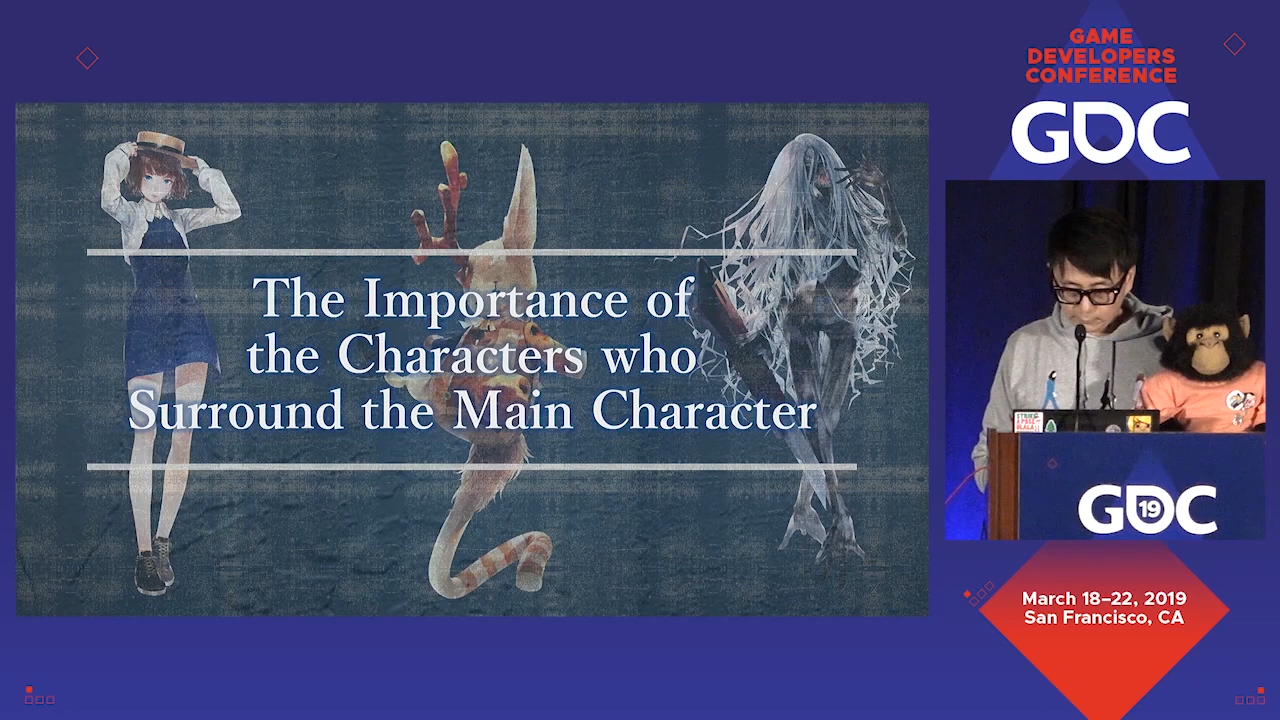 GAME
DEVELOPERS
CONFERENCE
GDC
The Importance of
the Characters who
Surround the Main Character
GDC
19
March 18–22, 2019
San Francisco, CA